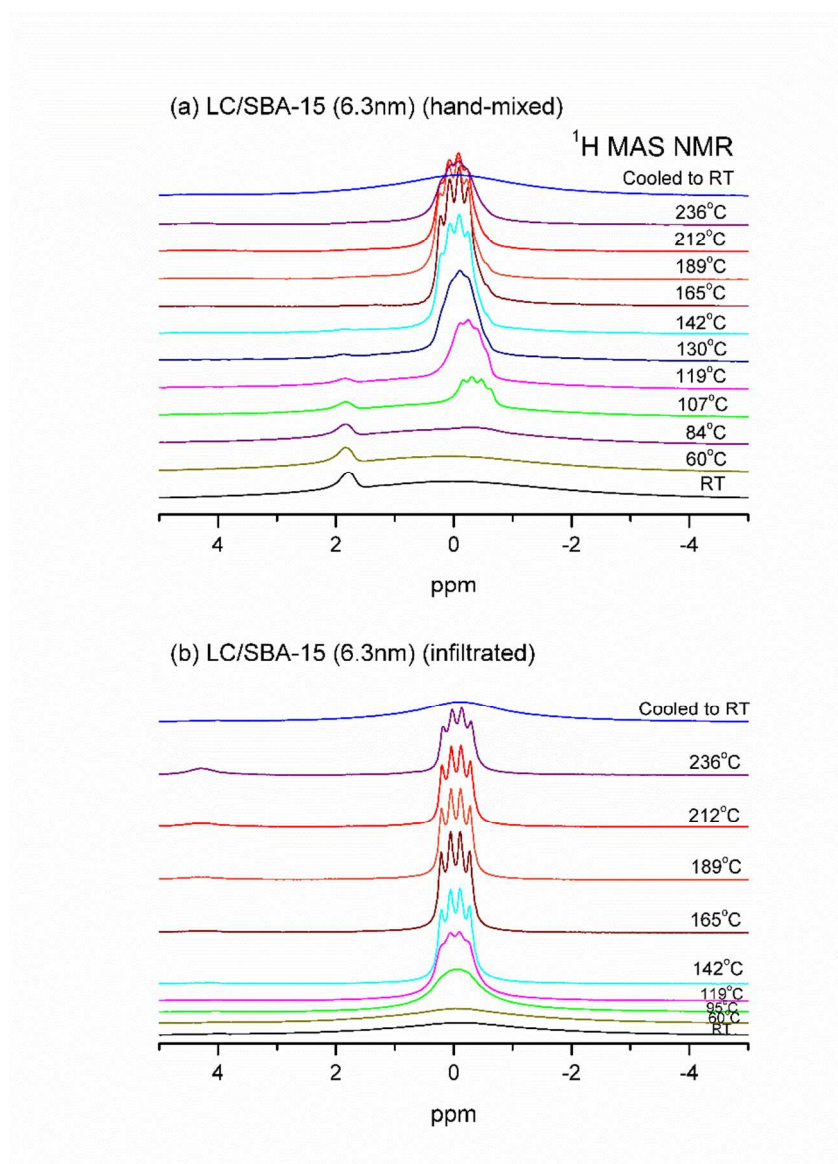 (a) LC/SBA-15 (6.3nm) (hand-mixed)
¹H MAS NMR
Cooled to RT
236°C
212°C
189°C
165°C
142°C
130°C
119°C
107°C
84°C
60°C
RT
4 2 0 -2 -4
ppm
(b) LC/SBA-15 (6.3nm) (infiltrated)
Cooled to RT
236°C
212°C
189°C
165°C
142°C
119°C
95°C
60°C
RT
4 2 0 -2 -4
ppm